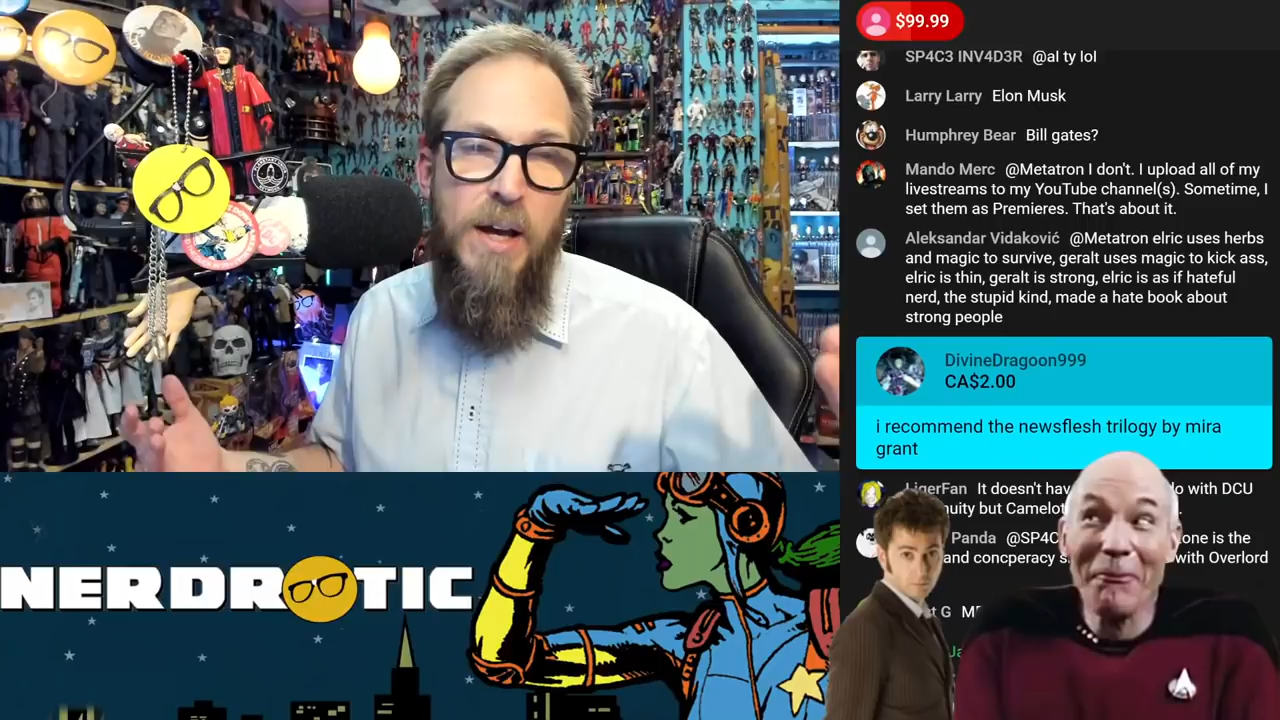 $99.99
SP4C3 INV4D3R @al ty lol
Larry Larry Elon Musk
Humphrey Bear Bill gates?
Mando Merc @Metatron I don't. I upload all of my
livestreams to my YouTube channel(s). Sometime, I
set them as Premieres. That's about it.
Aleksandar Vidaković @Metatron elric uses herbs
and magic to survive, geralt uses magic to kick ass,
elric is thin, geralt is strong, elric is as if hateful
nerd, the stupid kind, made a hate book about
strong people
DivineDragoon999
CA$2.00
i recommend the newsflesh trilogy by mira
grant
LigerFan It doesn't with DCU
but
Panda one is the
and concperacy with Overlord
G
NERDROTIC